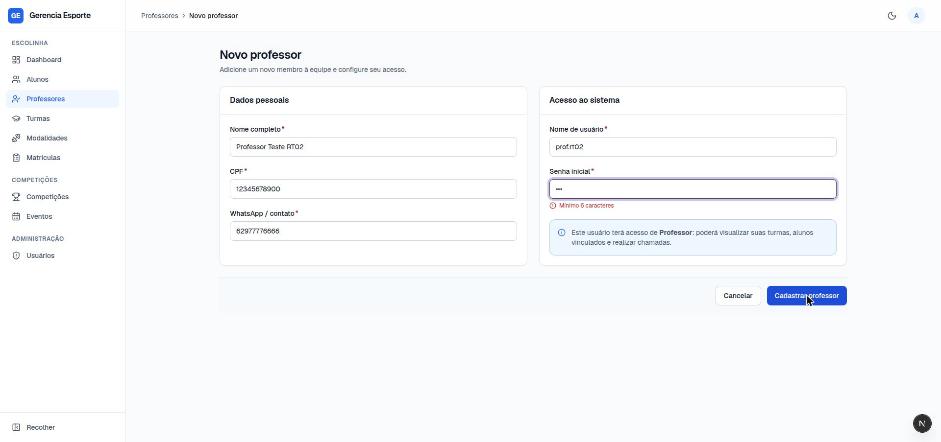 GE Gerencia Esporte
Professores > Novo professor
A
ESCOLINHA
Dashboard
Alunos
Professores
Turmas
Modalidades
Matrículas
COMPETIÇÕES
Competições
Eventos
ADMINISTRAÇÃO
Usuários
Recolher
Novo professor
Adicione um novo membro à equipe e configure seu acesso.
Dados pessoais
Nome completo*
Professor Teste RT02
CPF*
12345678900
WhatsApp / contato*
62977776666
Acesso ao sistema
Nome de usuário*
prof.rt02
Senha inicial*
•••
Mínimo 6 caracteres
Este usuário terá acesso de Professor: poderá visualizar suas turmas, alunos
vinculados e realizar chamadas.
Cancelar
Cadastrar professor
N